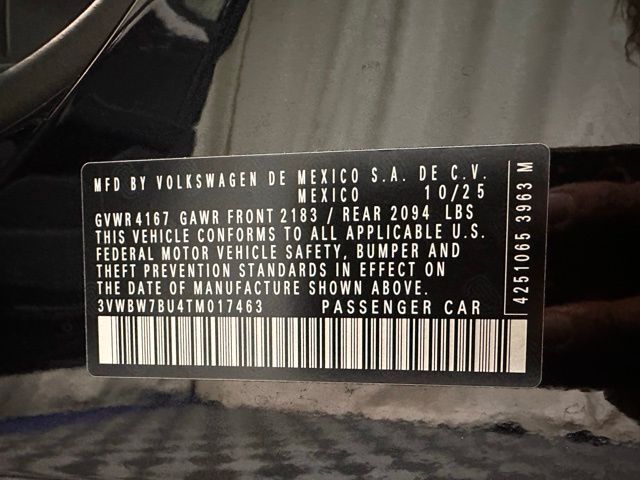 MFD BY VOLKSWAGEN DE MEXICO S.A. DE C.V.
MEXICO 10/25
GVWR 4167 GAWR FRONT 2183 / REAR 2094 LBS
THIS VEHICLE CONFORMS TO ALL APPLICABLE U.S.
FEDERAL MOTOR VEHICLE SAFETY, BUMPER AND
THEFT PREVENTION STANDARDS IN EFFECT ON
THE DATE OF MANUFACTURE SHOWN ABOVE.
3VWBW7BU4TM017463 PASSENGER CAR
4251065 3963 M